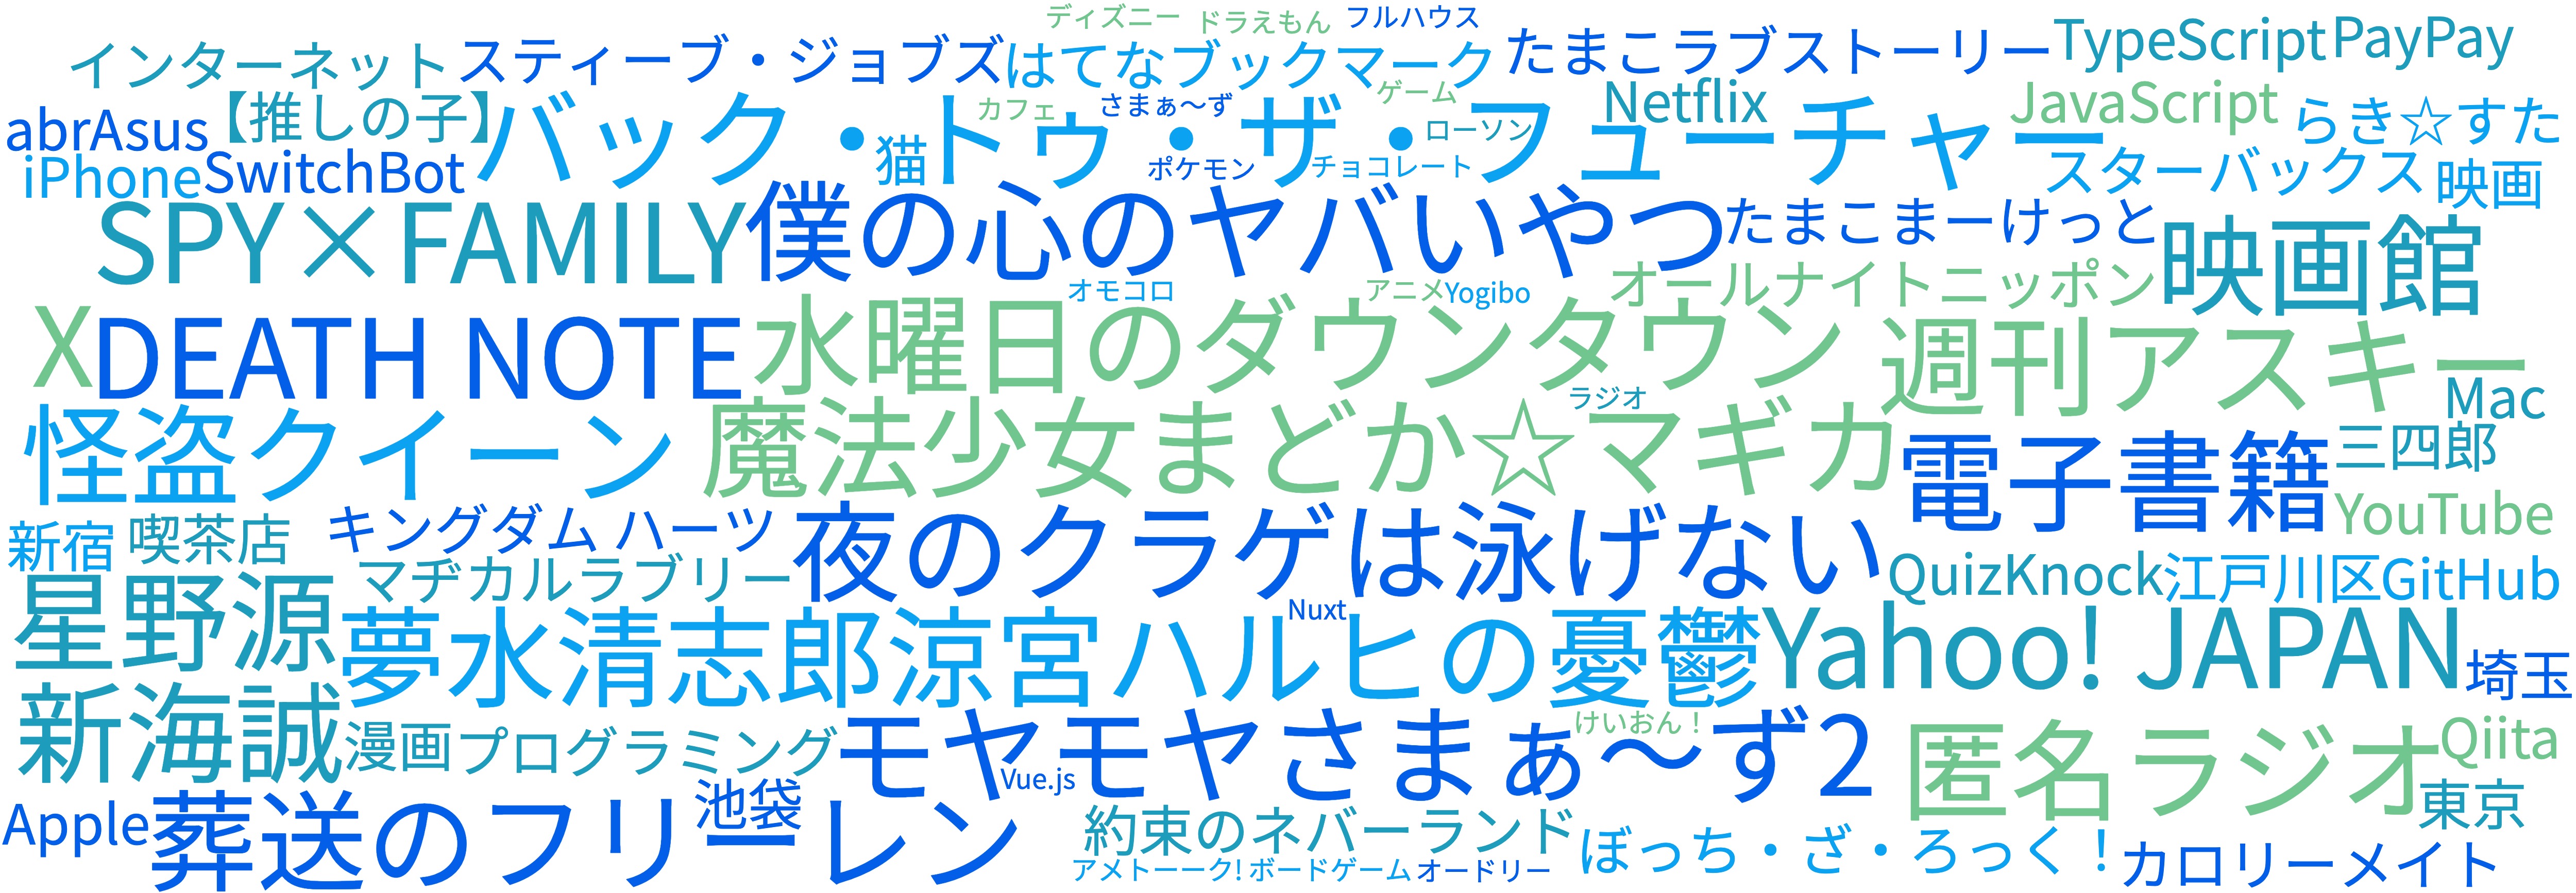 ディズニー ドラえもん フルハウス
インターネット スティーブ・ジョブズ はてなブックマーク たまこラブストーリー TypeScript PayPay
abrAsus 【推しの子】 バック・トゥ・ザ・フューチャー カフェ さまぁ〜ず ゲーム Netflix JavaScript らき☆すた
猫 ローソン
iPhone SwitchBot ポケモン チョコレート スターバックス 映画
SPY×FAMILY 僕の心のヤバいやつ たまこまーけっと 映画館
オモコロ アニメ Yogibo オールナイトニッポン
X DEATH NOTE 水曜日のダウンタウン 週刊アスキー
ラジオ Mac
怪盗クイーン 魔法少女まどか☆マギカ 電子書籍 三四郎
新宿 喫茶店 キングダム ハーツ 夜のクラゲは泳げない YouTube
マヂカルラブリー QuizKnock 江戸川区 GitHub
星野源 夢水清志郎 涼宮ハルヒの憂鬱 Nuxt Yahoo! JAPAN 埼玉
新海誠 漫画 プログラミング モヤモヤさまぁ〜ず2 けいおん！ 匿名ラジオ Qiita
Vue.js
Apple 葬送のフリーレン 池袋 約束のネバーランド ぼっち・ざ・ろっく！ 東京
アメトーーク! ボードゲーム オードリー カロリーメイト